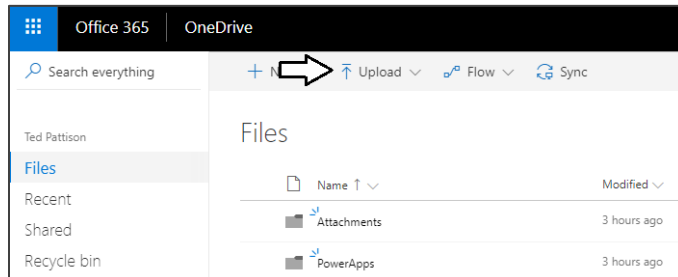 Office 365 OneDrive
Search everything
Upload Flow Sync
Ted Pattison
Files
Recent
Shared
Recycle bin
Files
Name Modified
Attachments 3 hours ago
PowerApps 3 hours ago